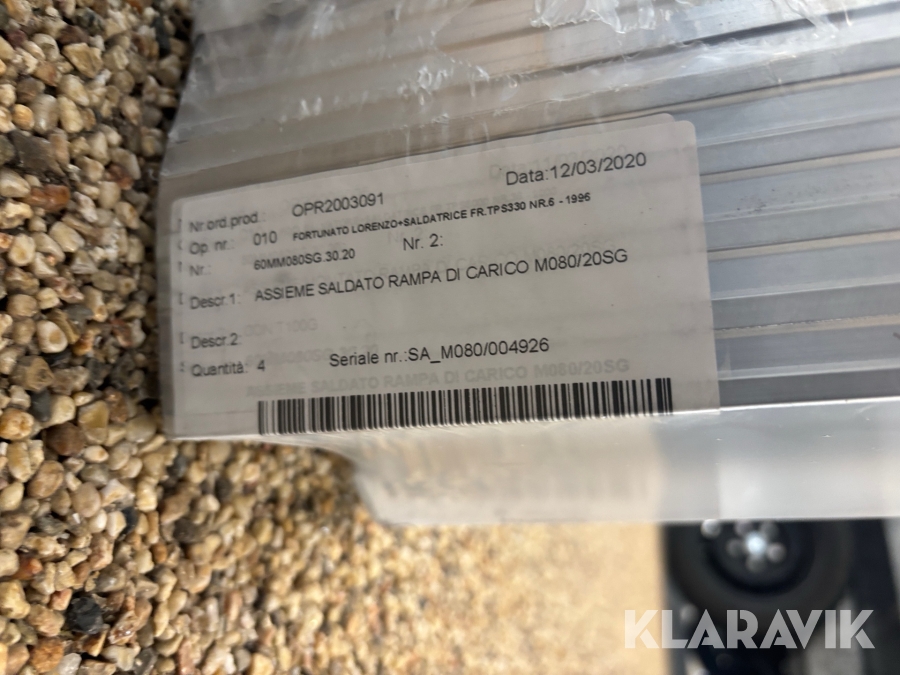 Data:12/03/2020
Nr.ord.prod.: OPR2003091
Op. nr.: 010 FORTUNATO LORENZO+SALDATRICE FR.TPS330 NR.6 - 1996
Nr.: 60MM080SG.30.20 Nr. 2:
Descr.1: ASSIEME SALDATO RAMPA DI CARICO M080/20SG
Descr.2:
Quantità: 4 Seriale nr.:SA_M080/004926
ASSIEME SALDATO RAMPA DI CARICO M080/20SG
KLARAVIK